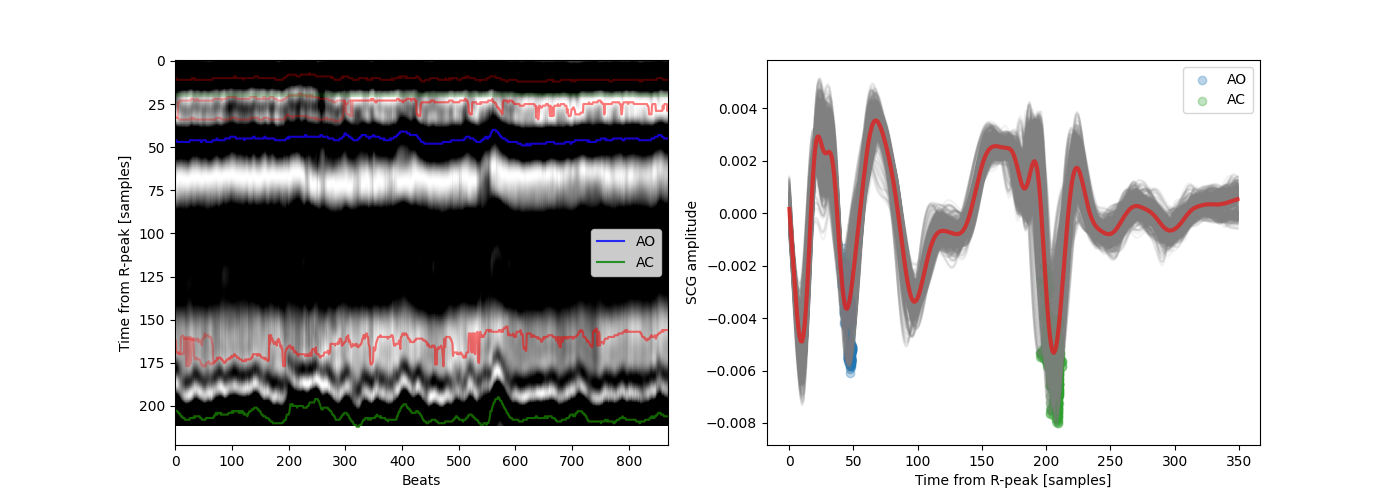 0
25
50
75
100
125
150
175
200
Time from R-peak [samples]
0 100 200 300 400 500 600 700 800
Beats
AO
AC
0.004
0.002
0.000
−0.002
−0.004
−0.006
−0.008
SCG amplitude
0 50 100 150 200 250 300 350
Time from R-peak [samples]
AO
AC